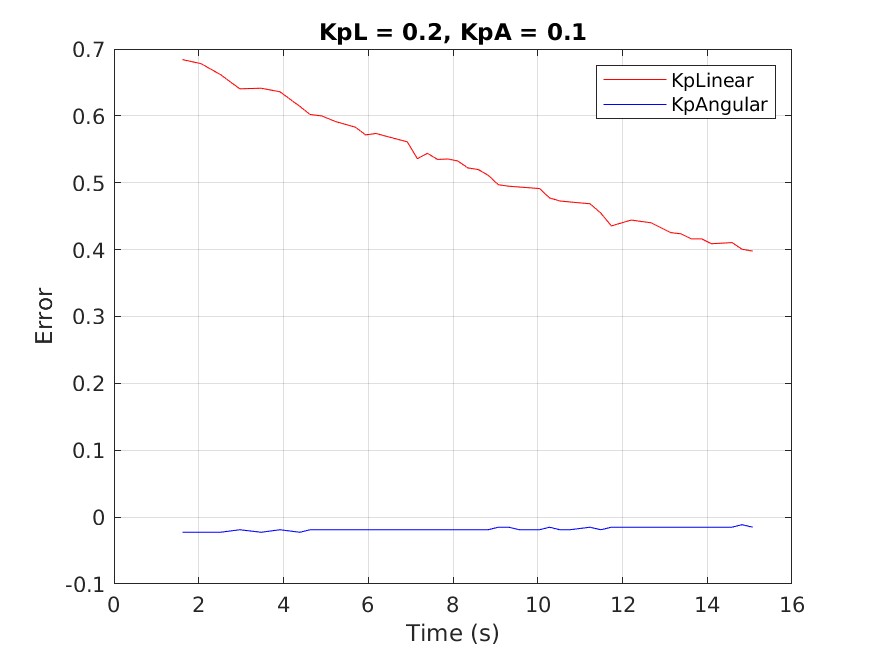 KpL = 0.2, KpA = 0.1
0.7
0.6
0.5
0.4
0.3
0.2
0.1
0
-0.1
Error
KpLinear
KpAngular
0 2 4 6 8 10 12 14 16
Time (s)